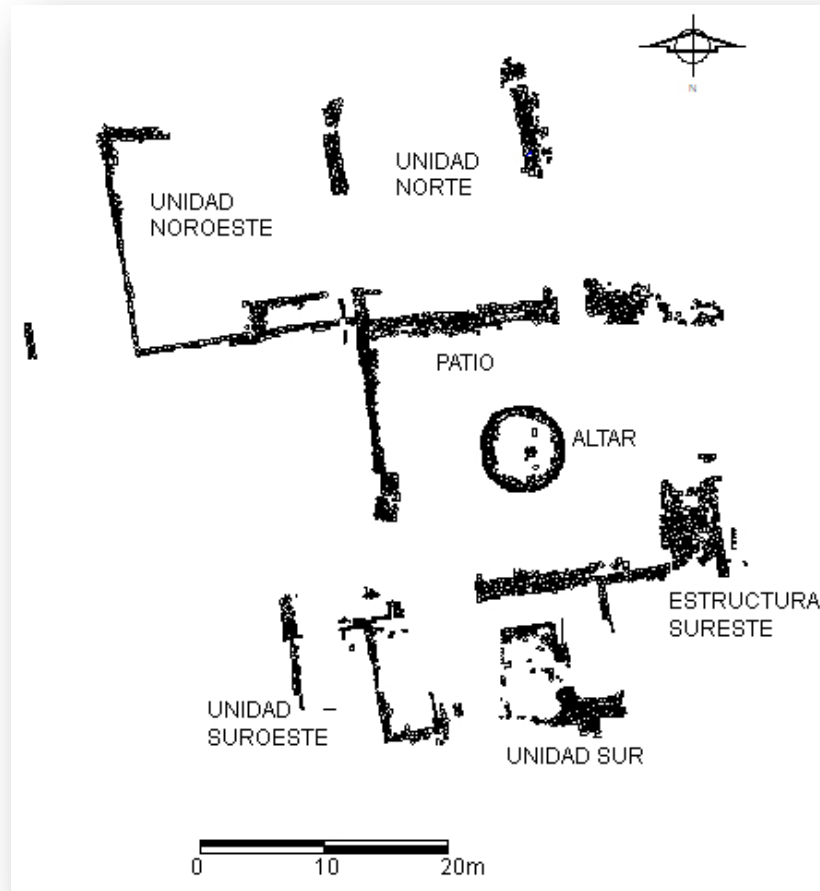 N
UNIDAD
NORTE
UNIDAD
NOROESTE
PATIO
ALTAR
ESTRUCTURA
SURESTE
UNIDAD
SUROESTE
UNIDAD SUR
0 10 20m